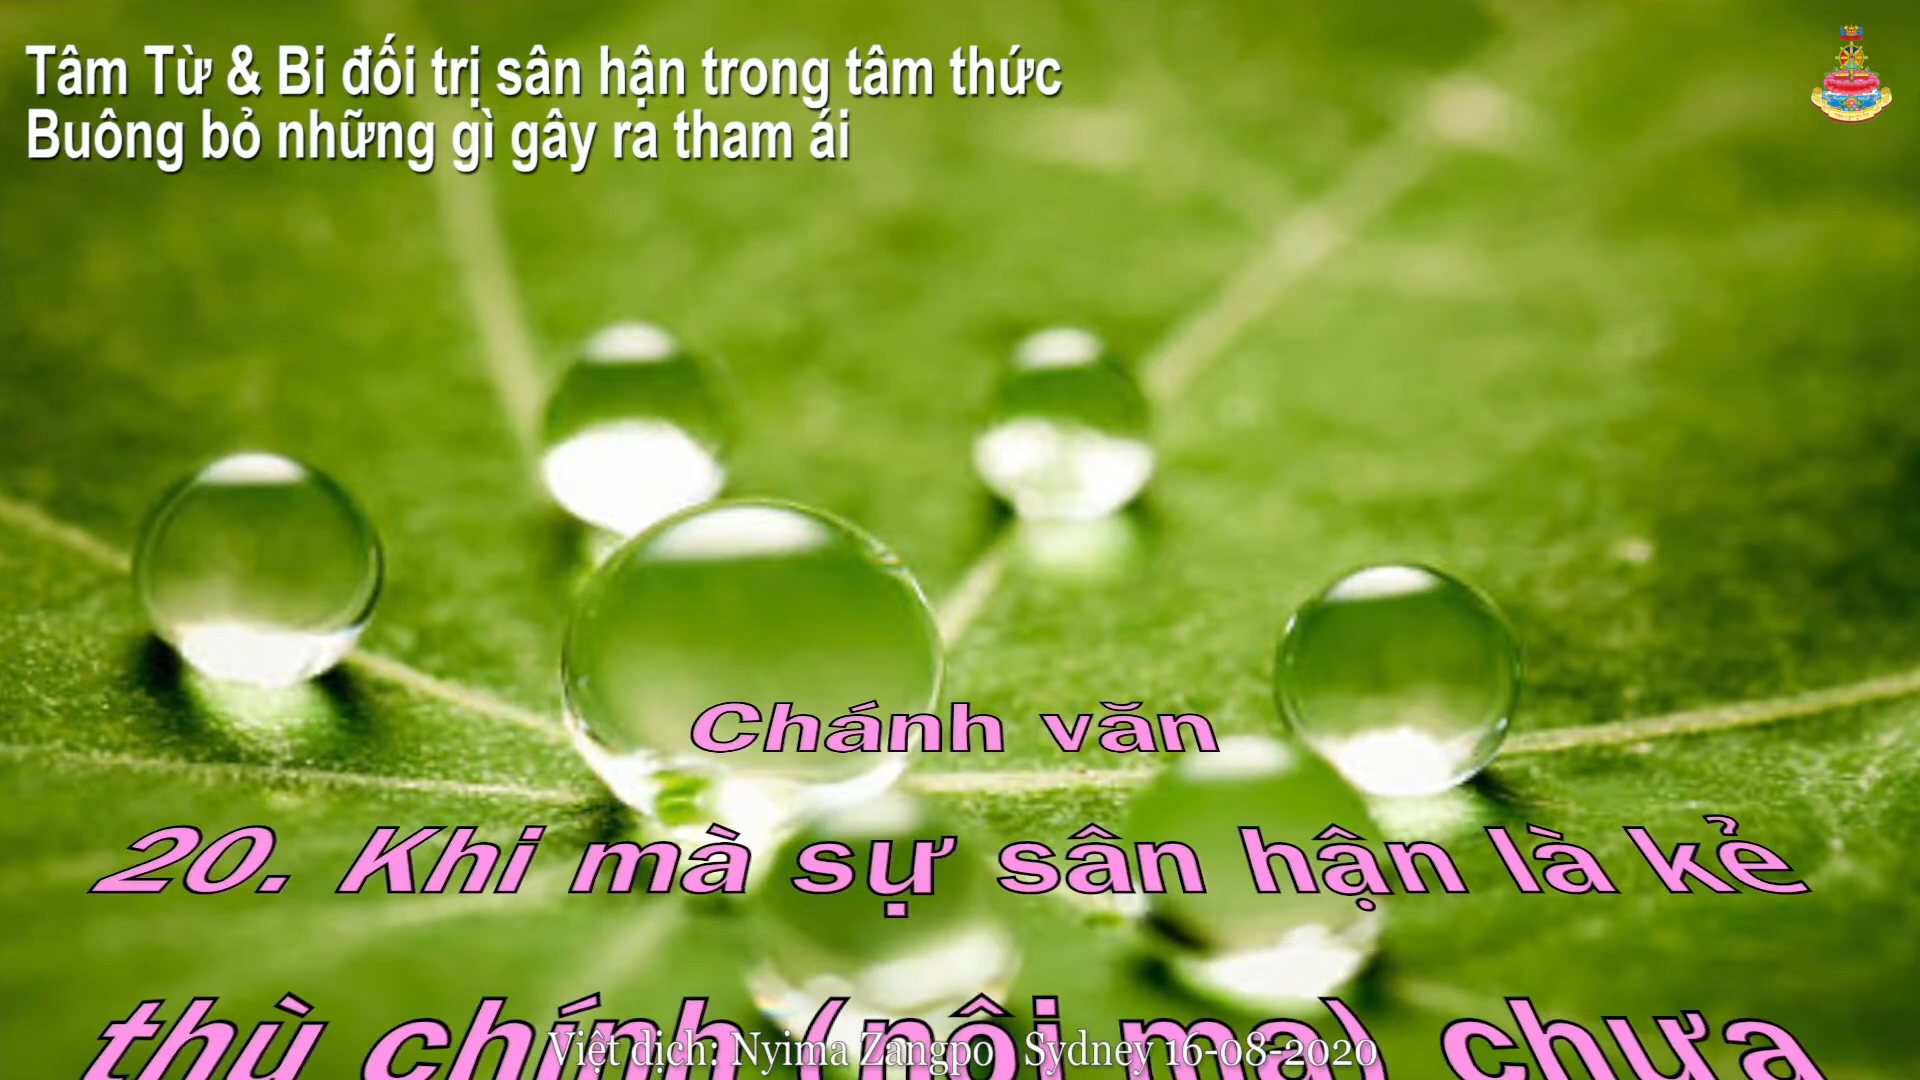 Tâm Từ & Bi đối trị sân hận trong tâm thức
Buông bỏ những gì gây ra tham ái
Chánh văn
20. Khi mà sự sân hận là kẻ
thù chính (nội ma) chưa
Việt dịch: Nyima Zangpo Sydney 16-08-2020